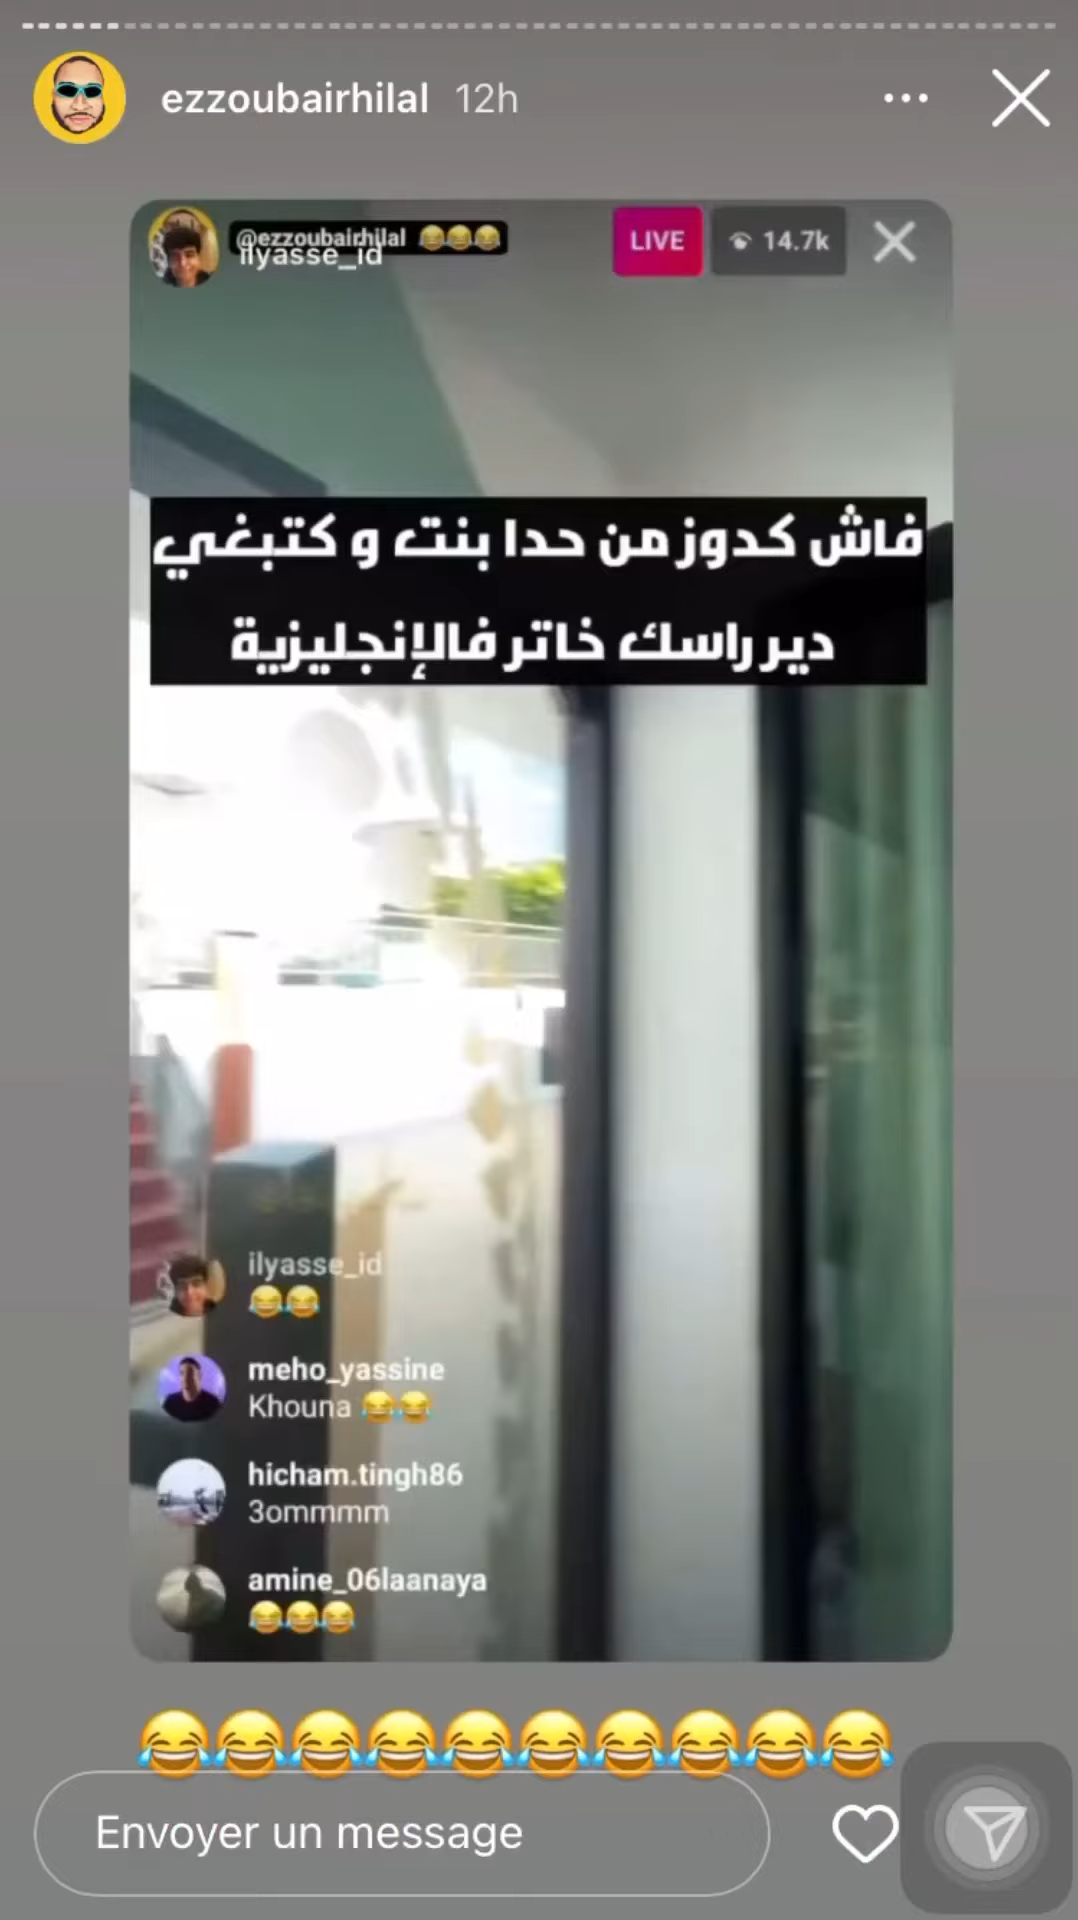 ezzoubairhilal 12h
@ezzoubairhilal 😂😂😂
ilyasse_id
LIVE 14.7k
فاش كدوز من حدا بنت و كتبغي
دير راسك خاتر فالإنجليزية
ilyasse_id
😂😂
meho_yassine
Khouna 😂😂
hicham.tingh86
3ommmm
amine_06laanaya
😂😂😂
😂😂😂😂😂😂😂😂😂😂
Envoyer un message